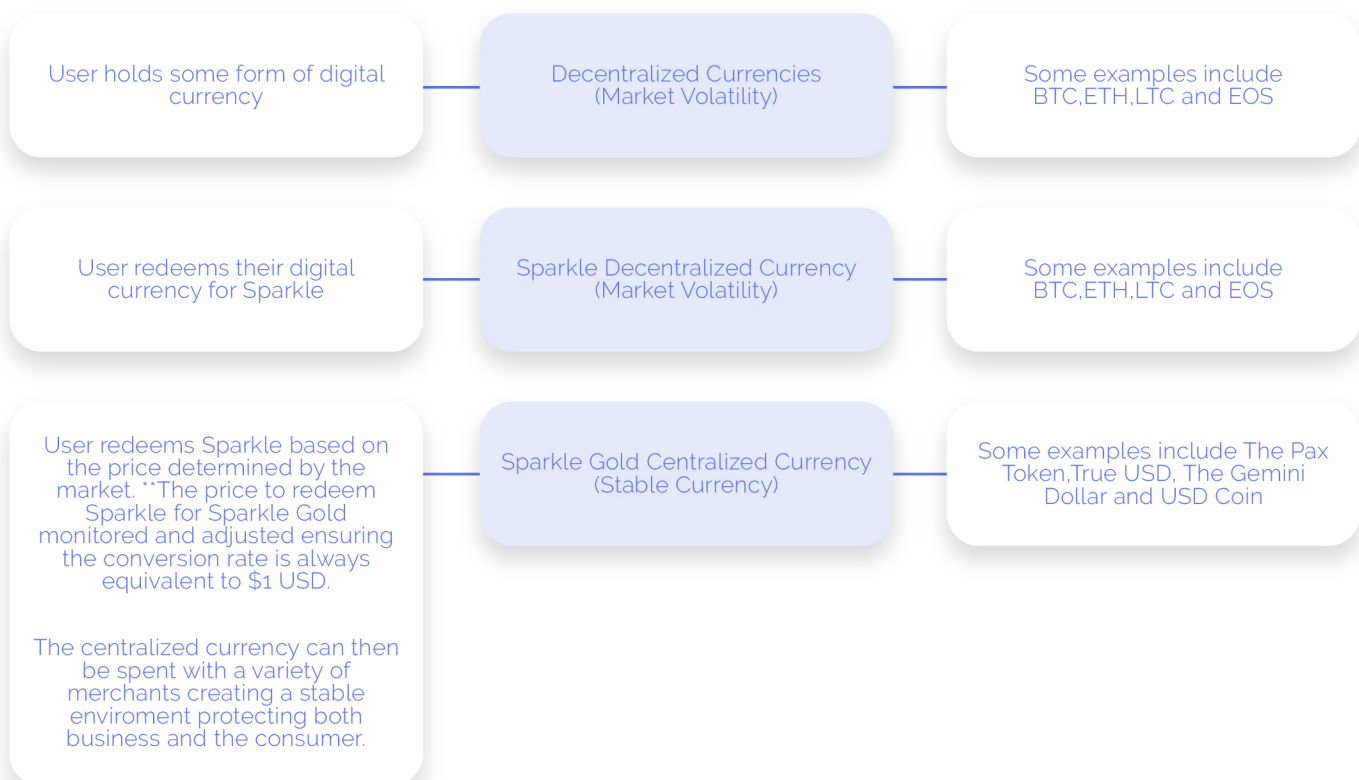 User holds some form of digital
currency
Decentralized Currencies
(Market Volatility)
Some examples include
BTC,ETH,LTC and EOS
User redeems their digital
currency for Sparkle
Sparkle Decentralized Currency
(Market Volatility)
Some examples include
BTC,ETH,LTC and EOS
User redeems Sparkle based on
the price determined by the
market. **The price to redeem
Sparkle for Sparkle Gold
monitored and adjusted ensuring
the conversion rate is always
equivalent to $1 USD.
The centralized currency can then
be spent with a variety of
merchants creating a stable
enviroment protecting both
business and the consumer.
Sparkle Gold Centralized Currency
(Stable Currency)
Some examples include The Pax
Token,True USD, The Gemini
Dollar and USD Coin